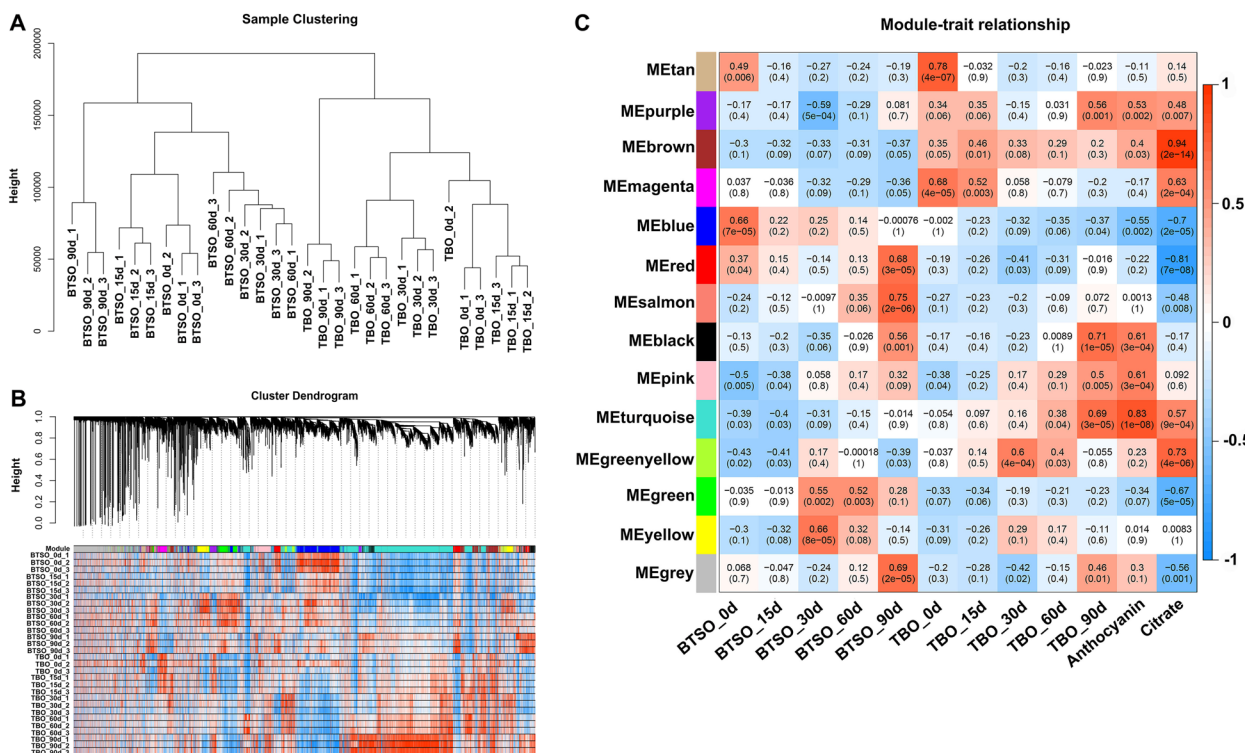 A
Sample Clustering
Height
200000
150000
100000
50000
0
BTSO_90d_1
BTSO_90d_2
BTSO_90d_3
BTSO_15d_1
BTSO_15d_2
BTSO_15d_3
BTSO_0d_2
BTSO_0d_1
BTSO_0d_3
BTSO_60d_3
BTSO_60d_2
BTSO_30d_2
BTSO_30d_1
BTSO_30d_3
BTSO_60d_1
TBO_90d_2
TBO_90d_1
TBO_90d_3
TBO_60d_1
TBO_60d_2
TBO_60d_3
TBO_30d_1
TBO_30d_2
TBO_30d_3
TBO_0d_2
TBO_0d_1
TBO_0d_3
TBO_15d_3
TBO_15d_1
TBO_15d_2
B
Cluster Dendrogram
Height
1.0
0.8
0.6
0.4
0.2
0.0
Module
BTSO_0d_1
BTSO_0d_2
BTSO_0d_3
BTSO_15d_1
BTSO_15d_2
BTSO_15d_3
BTSO_30d_1
BTSO_30d_2
BTSO_30d_3
BTSO_60d_1
BTSO_60d_2
BTSO_60d_3
BTSO_90d_1
BTSO_90d_2
BTSO_90d_3
TBO_0d_1
TBO_0d_2
TBO_0d_3
TBO_15d_1
TBO_15d_2
TBO_15d_3
TBO_30d_1
TBO_30d_2
TBO_30d_3
TBO_60d_1
TBO_60d_2
TBO_60d_3
TBO_90d_1
TBO_90d_2
TBO_90d_3
C
Module-trait relationship
MEtan 0.49 −0.16 −0.27 −0.24 −0.19 0.78 −0.032 −0.2 −0.16 −0.023 −0.11 0.14
(0.006) (0.4) (0.2) (0.2) (0.3) (4e−07) (0.9) (0.3) (0.4) (0.9) (0.5) (0.5)
MEpurple −0.17 −0.17 −0.59 −0.29 0.081 0.34 0.35 −0.15 0.031 0.56 0.53 0.48
(0.4) (0.4) (5e−04) (0.1) (0.7) (0.06) (0.06) (0.4) (0.9) (0.001) (0.002) (0.007)
MEbrown −0.3 −0.32 −0.33 −0.31 −0.37 0.35 0.46 0.33 0.29 0.2 0.4 0.94
(0.1) (0.09) (0.07) (0.09) (0.05) (0.05) (0.01) (0.08) (0.1) (0.3) (0.03) (2e−14)
MEmagenta 0.037 −0.036 −0.32 −0.29 −0.36 0.68 0.52 0.058 −0.079 −0.2 −0.17 0.63
(0.8) (0.8) (0.09) (0.1) (0.05) (4e−05) (0.003) (0.8) (0.7) (0.3) (0.4) (2e−04)
MEblue 0.66 0.22 0.25 0.14 −0.00076 −0.002 −0.23 −0.32 −0.35 −0.37 −0.55 −0.7
(7e−05) (0.2) (0.2) (0.5) (1) (1) (0.2) (0.09) (0.06) (0.04) (0.002) (2e−05)
MEred 0.37 0.15 −0.14 0.13 0.68 −0.19 −0.26 −0.41 −0.31 −0.016 −0.22 −0.81
(0.04) (0.4) (0.5) (0.5) (3e−05) (0.3) (0.2) (0.03) (0.09) (0.9) (0.2) (7e−08)
MEsalmon −0.24 −0.12 −0.0097 0.35 0.75 −0.27 −0.23 −0.2 −0.09 0.072 0.0013 −0.48
(0.2) (0.5) (1) (0.06) (2e−06) (0.1) (0.2) (0.3) (0.6) (0.7) (1) (0.008)
MEblack −0.13 −0.2 −0.35 −0.026 0.56 −0.17 −0.16 −0.23 0.0089 0.71 0.61 −0.17
(0.5) (0.3) (0.06) (0.9) (0.001) (0.4) (0.4) (0.2) (1) (1e−05) (3e−04) (0.4)
MEpink −0.5 −0.38 0.058 0.17 0.32 −0.38 −0.25 0.17 0.29 0.5 0.61 0.092
(0.005) (0.04) (0.8) (0.4) (0.09) (0.04) (0.2) (0.4) (0.1) (0.005) (3e−04) (0.6)
MEturquoise −0.39 −0.4 −0.31 −0.15 −0.014 −0.054 0.097 0.16 0.38 0.69 0.83 0.57
(0.03) (0.03) (0.09) (0.4) (0.9) (0.8) (0.6) (0.4) (0.04) (3e−05) (1e−08) (9e−04)
MEgreenyellow −0.43 −0.41 0.17 −0.00018 −0.39 −0.037 0.14 0.6 0.4 −0.055 0.23 0.73
(0.02) (0.03) (0.4) (1) (0.03) (0.8) (0.5) (4e−04) (0.03) (0.8) (0.2) (4e−06)
MEgreen −0.035 −0.013 0.55 0.52 0.28 −0.33 −0.34 −0.19 −0.21 −0.23 −0.34 −0.67
(0.9) (0.9) (0.002) (0.003) (0.1) (0.07) (0.06) (0.3) (0.3) (0.2) (0.07) (5e−05)
MEyellow −0.3 −0.32 0.66 0.32 −0.14 −0.31 −0.26 0.29 0.17 −0.11 0.014 0.0083
(0.1) (0.08) (8e−05) (0.08) (0.5) (0.09) (0.2) (0.1) (0.4) (0.6) (0.9) (1)
MEgrey 0.068 −0.047 −0.24 0.12 0.69 −0.2 −0.28 −0.42 −0.15 0.46 0.3 −0.56
(0.7) (0.8) (0.2) (0.5) (2e−05) (0.3) (0.1) (0.02) (0.4) (0.01) (0.1) (0.001)
BTSO_0d
BTSO_15d
BTSO_30d
BTSO_60d
BTSO_90d
TBO_0d
TBO_15d
TBO_30d
TBO_60d
TBO_90d
Anthocyanin
Citrate
1
0.5
0
-0.5
-1